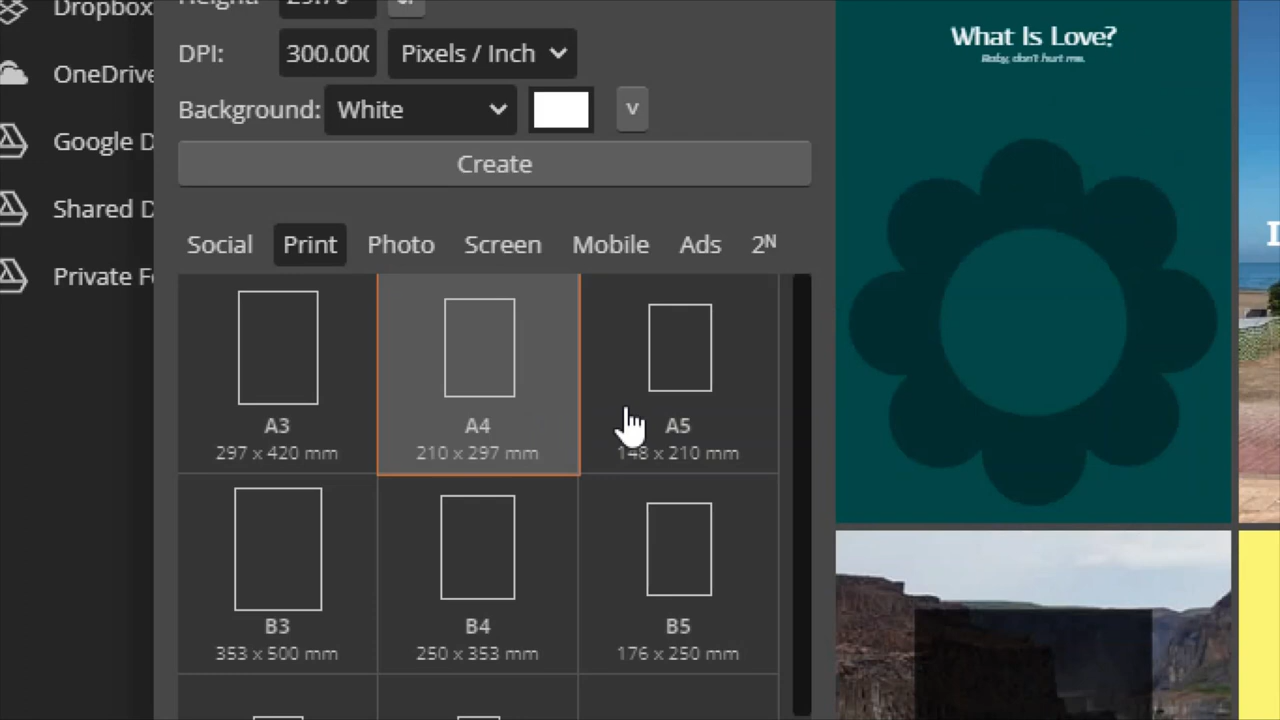 Dropbox
OneDrive
Google D
Shared D
Private F
DPI:
300.00
Pixels / Inch
Background:
White
v
Create
Social
Print
Photo
Screen
Mobile
Ads
2ᴺ
A3
297 x 420 mm
A4
210 x 297 mm
A5
148 x 210 mm
B3
353 x 500 mm
B4
250 x 353 mm
B5
176 x 250 mm
What Is Love?
Baby, don't hurt me.